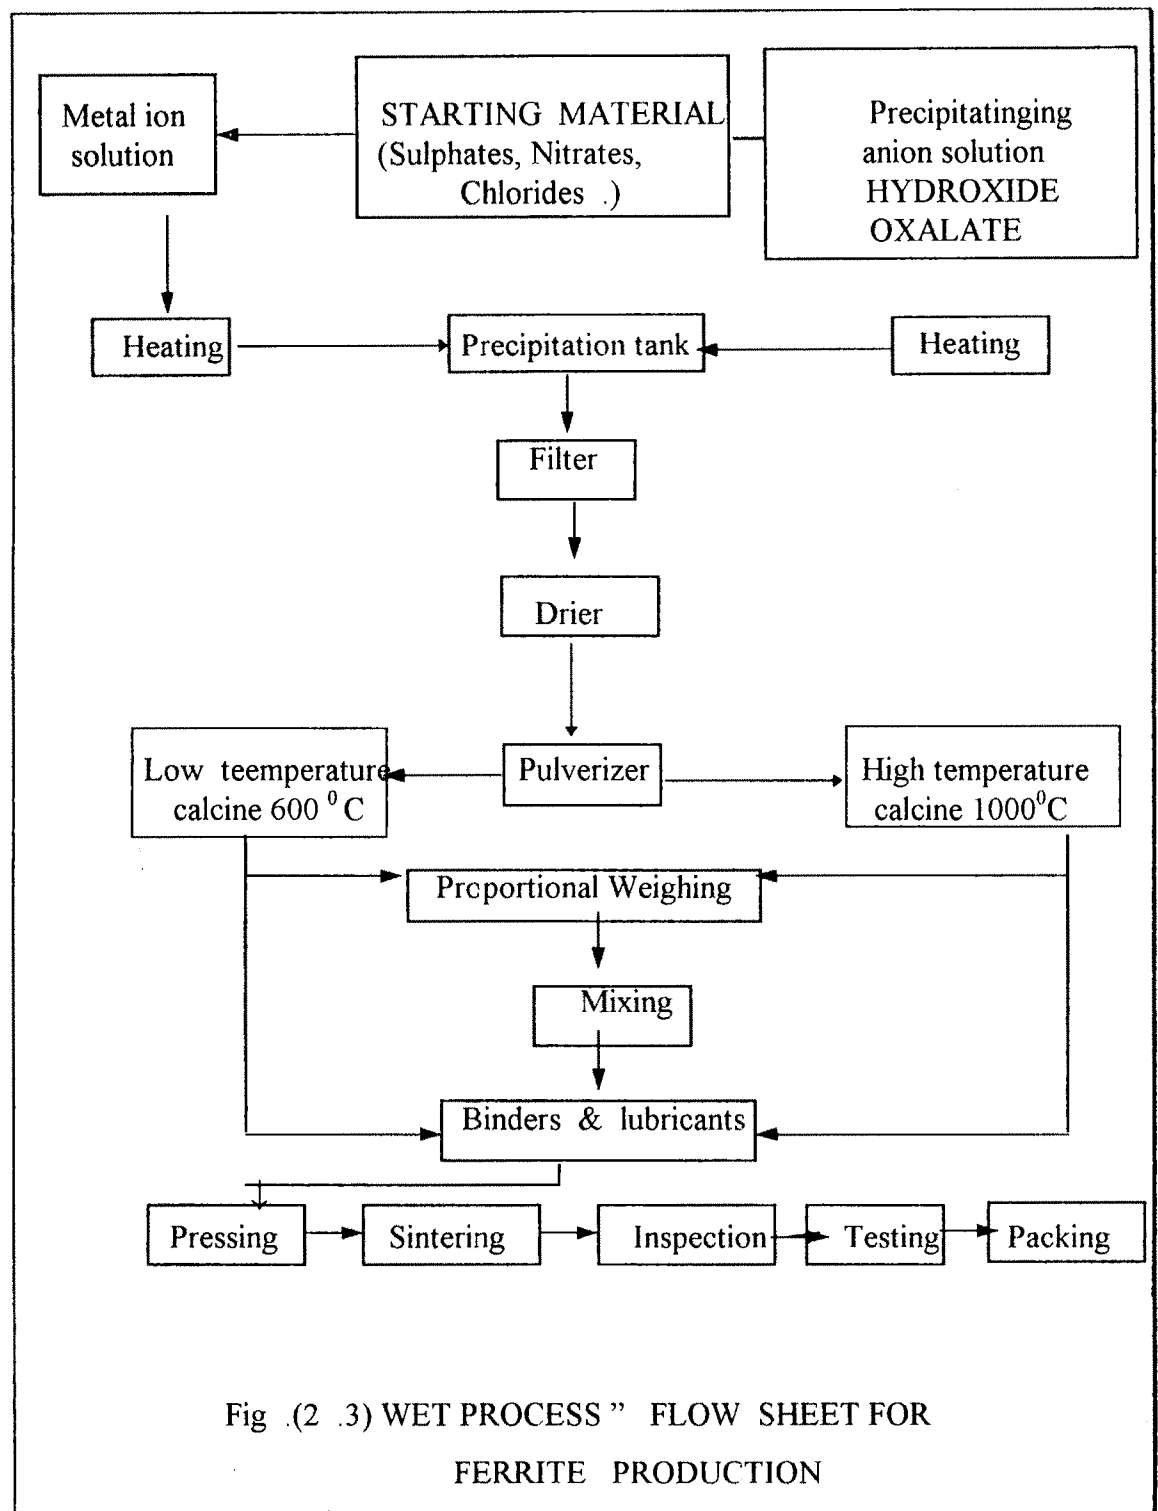 Metal ion
solution
STARTING MATERIAL
(Sulphates, Nitrates,
Chlorides .)
Precipitatinging
anion solution
HYDROXIDE
OXALATE
Heating
Precipitation tank
Heating
Filter
Drier
Low teemperature
calcine 600 ⁰ C
Pulverizer
High temperature
calcine 1000⁰C
Proportional Weighing
Mixing
Binders & lubricants
Pressing
Sintering
Inspection
Testing
Packing
Fig .(2 .3) WET PROCESS ” FLOW SHEET FOR
FERRITE PRODUCTION